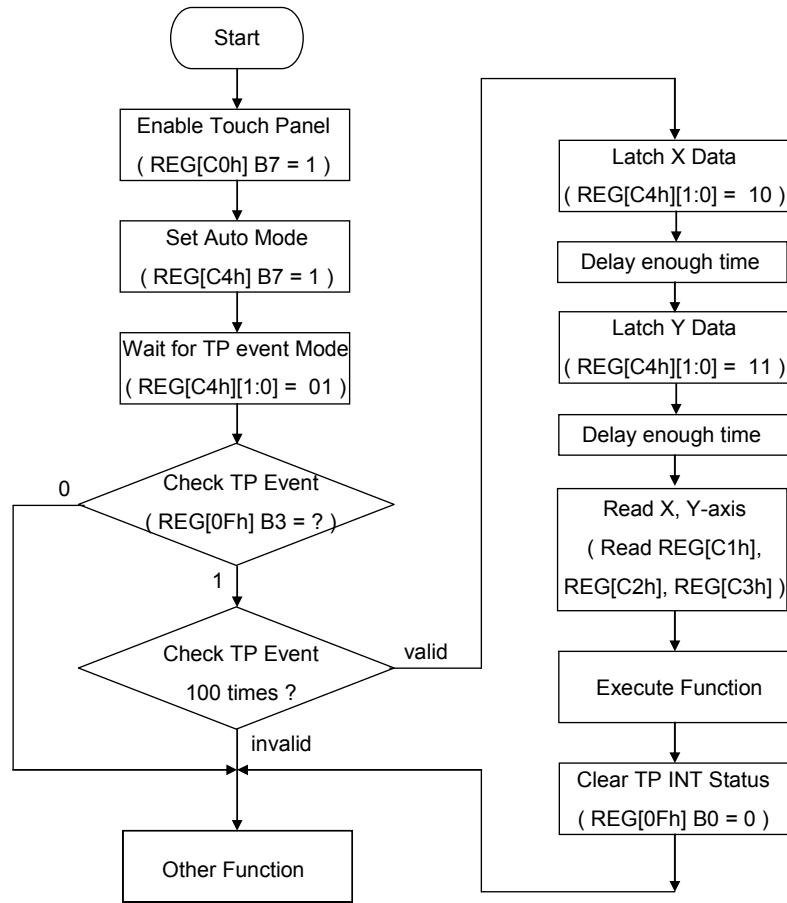 Start
Enable Touch Panel
( REG[C0h] B7 = 1 )
Set Auto Mode
( REG[C4h] B7 = 1 )
Wait for TP event Mode
( REG[C4h][1:0] = 01 )
0
Check TP Event
( REG[0Fh] B3 = ? )
1
Check TP Event
100 times ?
valid
invalid
Other Function
Latch X Data
( REG[C4h][1:0] = 10 )
Delay enough time
Latch Y Data
( REG[C4h][1:0] = 11 )
Delay enough time
Read X, Y-axis
( Read REG[C1h],
REG[C2h], REG[C3h] )
Execute Function
Clear TP INT Status
( REG[0Fh] B0 = 0 )